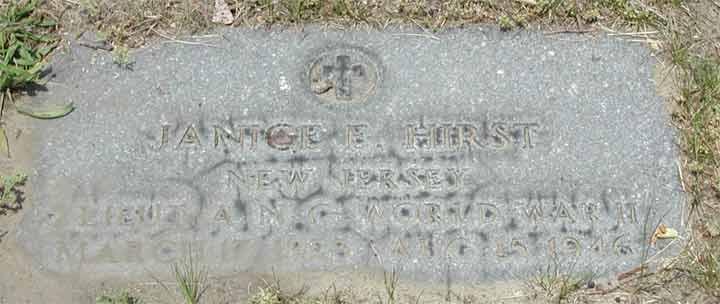 JANICE E. HIRST
NEW JERSEY
LIEUT A N C WORLD WAR II
MARCH 17 AUG 15 1946